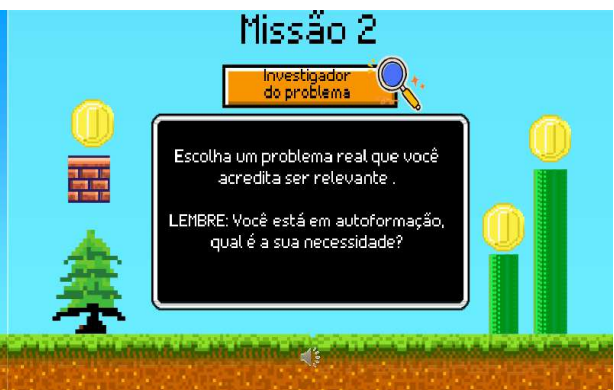 Missão 2
Investigador
do problema
Escolha um problema real que você
acredita ser relevante .
LEMBRE: Você está em autoformação,
qual é a sua necessidade?